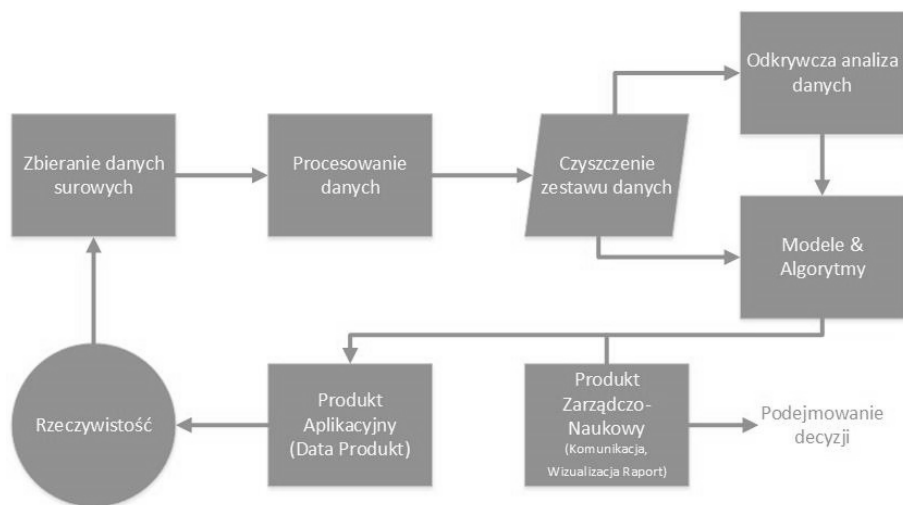 Odkrywcza analiza
danych
Zbieranie danych
surowych
Procesowanie
danych
Czyszczenie
zestawu danych
Modele &
Algorytmy
Rzeczywistość
Produkt
Aplikacyjny
(Data Produkt)
Produkt
Zarządczo-
Naukowy
(Komunikacja,
Wizualizacja Raport)
Podejmowanie
decyzji